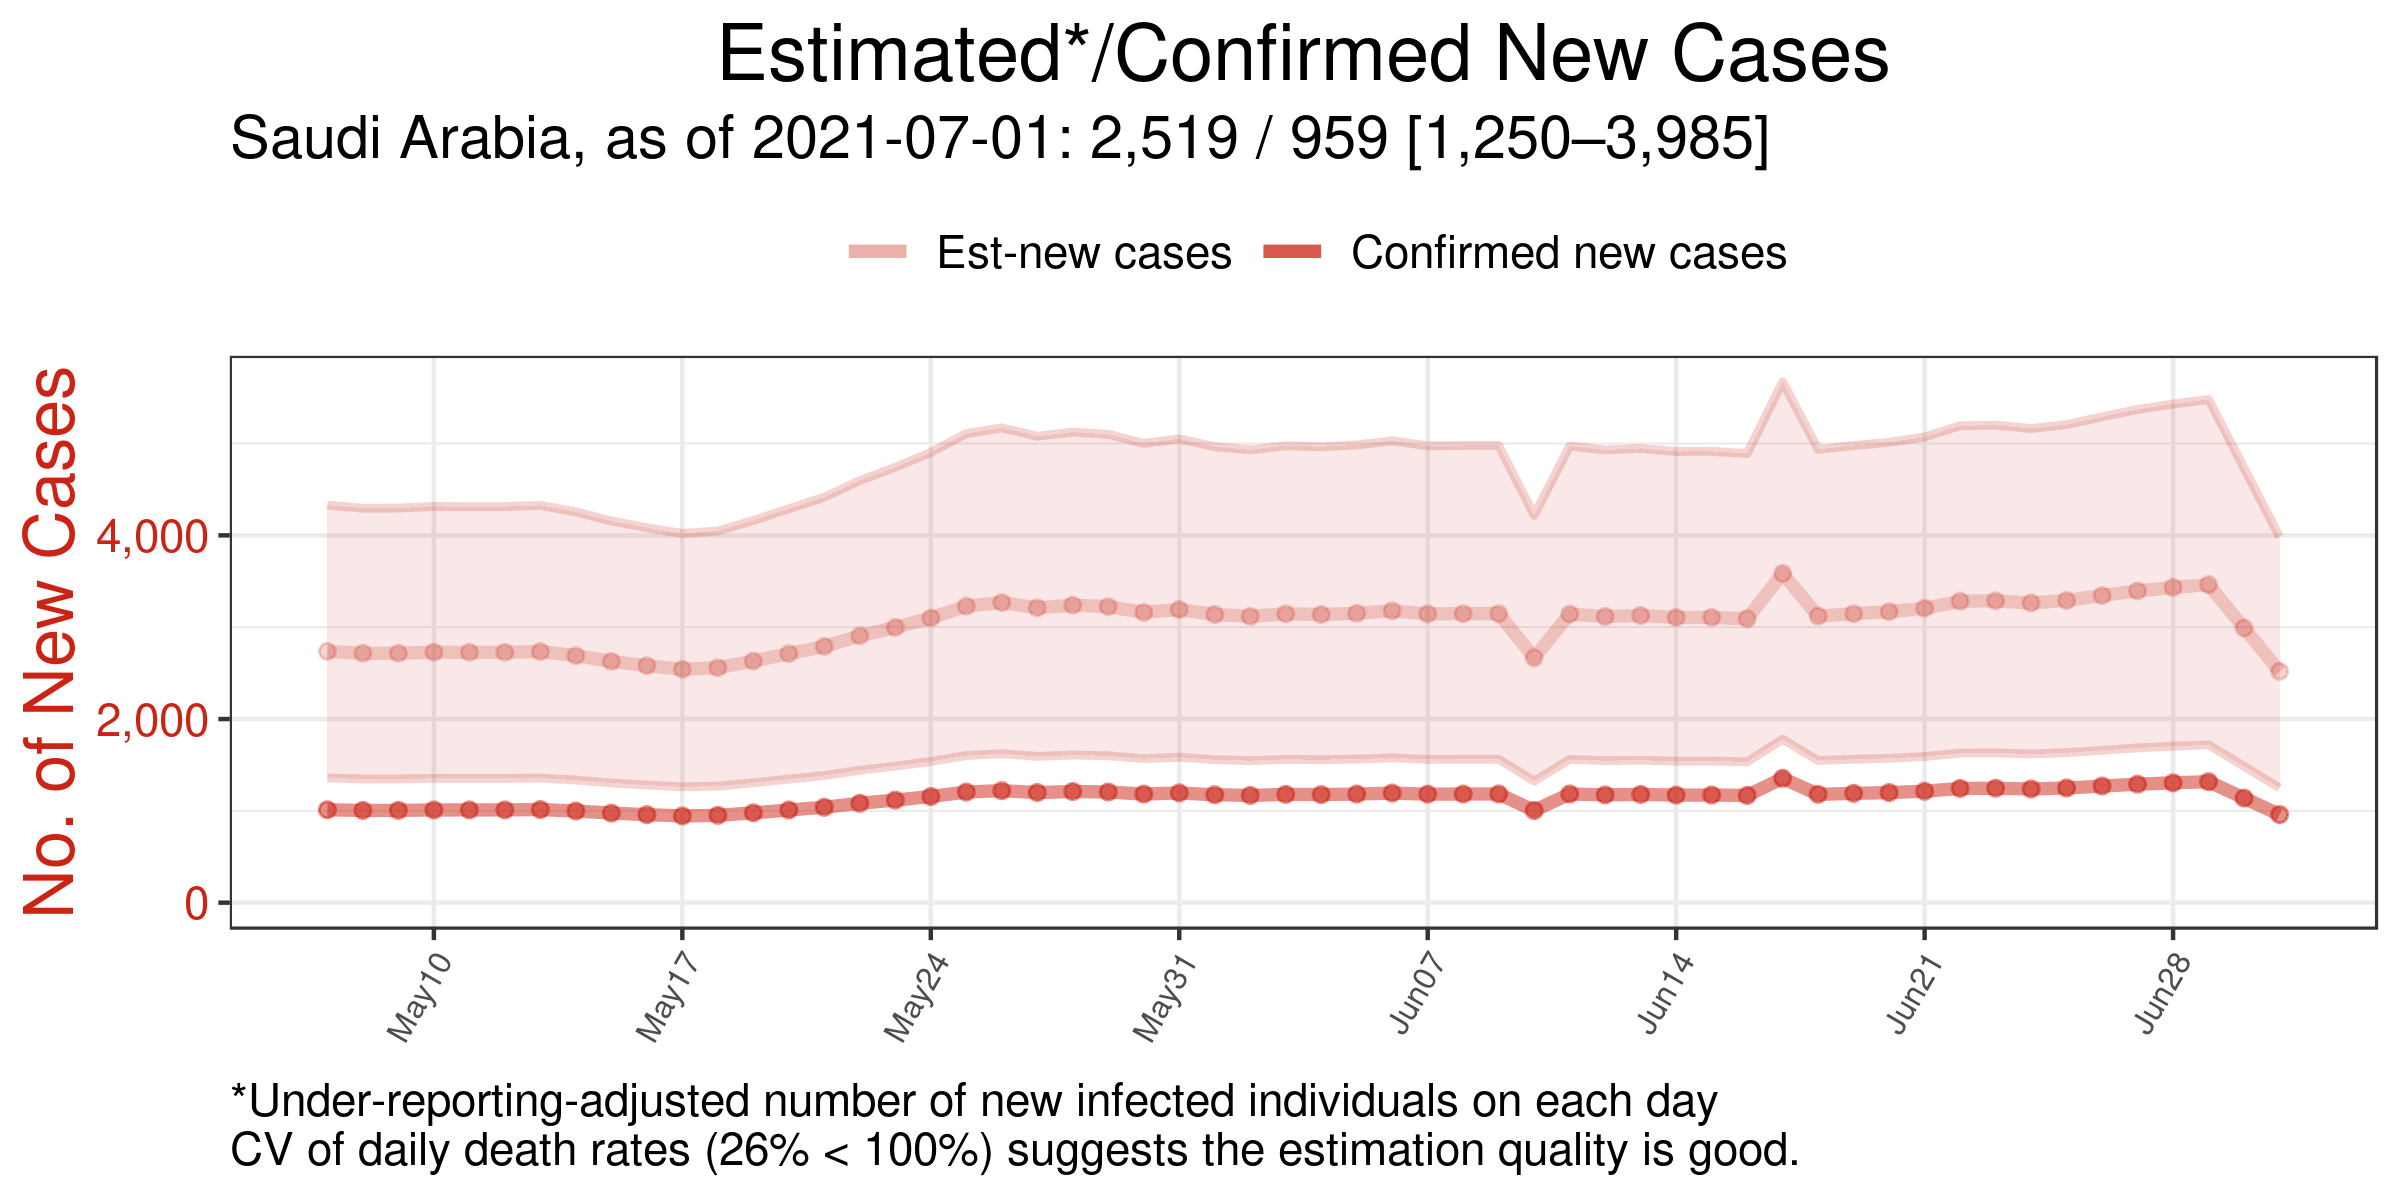 Estimated*/Confirmed New Cases
Saudi Arabia, as of 2021-07-01: 2,519 / 959 [1,250–3,985]
Est-new cases
Confirmed new cases
No. of New Cases
4,000
2,000
0
May10
May17
May24
May31
Jun07
Jun14
Jun21
Jun28
*Under-reporting-adjusted number of new infected individuals on each day
CV of daily death rates (26% < 100%) suggests the estimation quality is good.